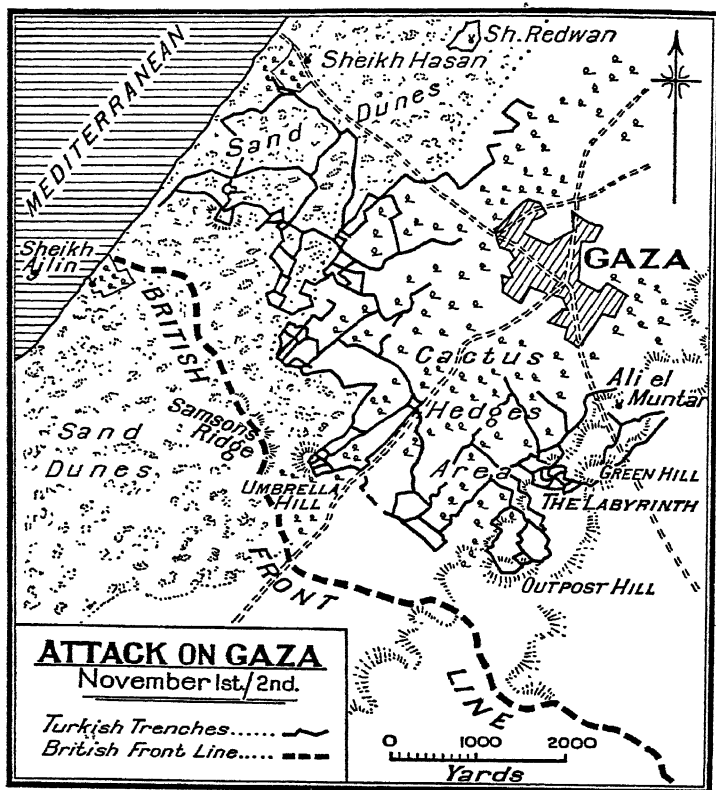 Sh. Redwan
Sheikh Hasan
MEDITERRANEAN
Dunes
Sand
Sheikh
Ajlin
GAZA
BRITISH
Cactus
Ali el
Muntar
Samson's
Ridge
Hedges
Sand
Dunes
Area
GREEN HILL
UMBRELLA
HILL
THE LABYRINTH
FRONT
OUTPOST HILL
LINE
ATTACK ON GAZA
November 1st./2nd.
Turkish Trenches......
British Front Line.....
0 1000 2000
Yards